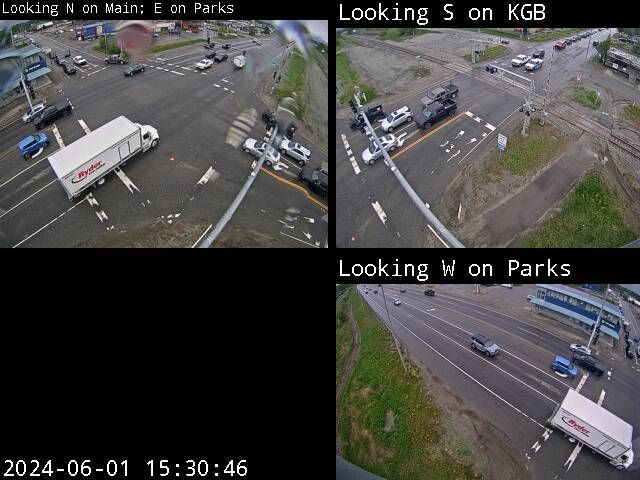 Looking N on Main; E on Parks
Looking S on KGB
Ryder
Looking W on Parks
Ryder
2024-06-01 15:30:46